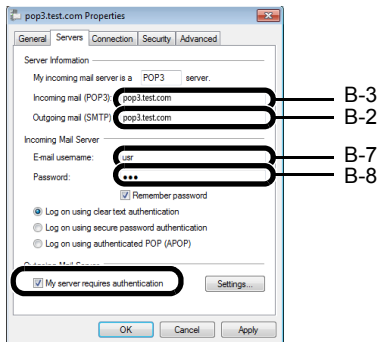 pop3.test.com Properties
General Servers Connection Security Advanced
Server Information
My incoming mail server is a POP3 server.
Incoming mail (POP3): pop3.test.com B-3
Outgoing mail (SMTP) pop3.test.com B-2
Incoming Mail Server
E-mail username: usr B-7
Password: ••• B-8
Remember password
Log on using clear text authentication
Log on using secure password authentication
Log on using authenticated POP (APOP)
Outgoing Mail Server
My server requires authentication Settings...
OK Cancel Apply